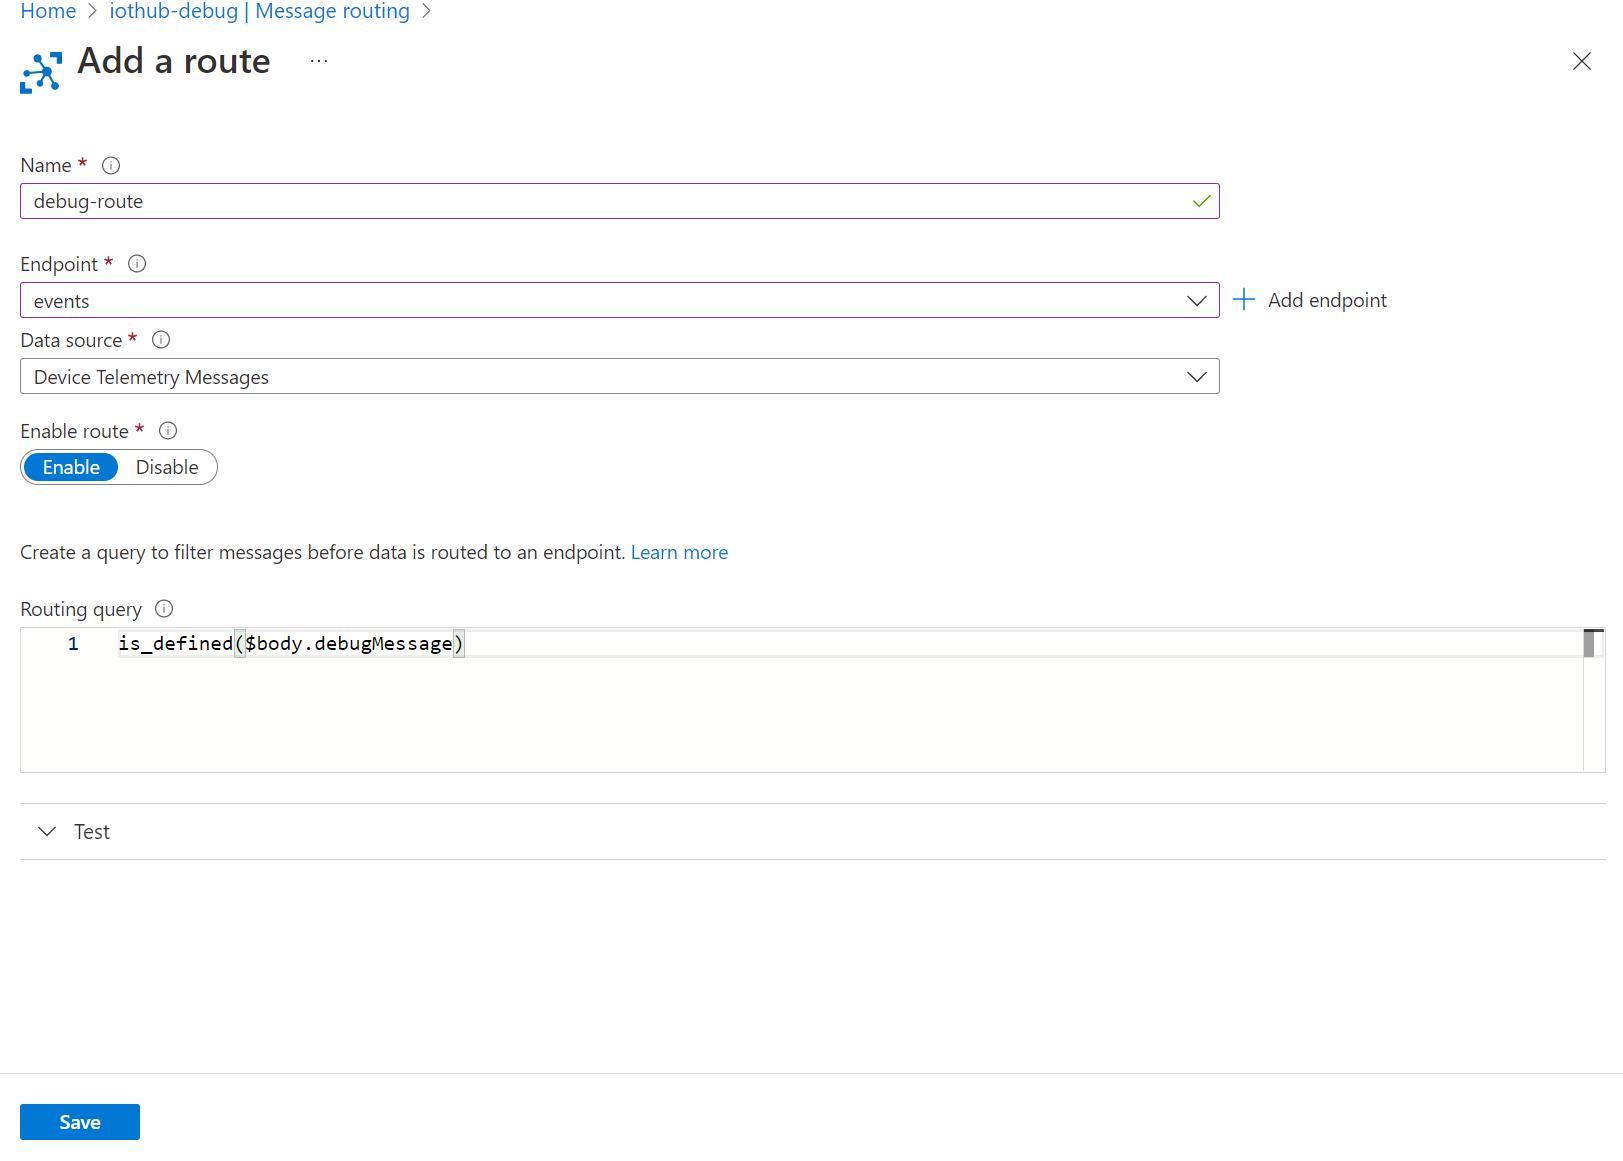 Home > iothub-debug | Message routing >
Add a route ...
Name *
debug-route
Endpoint *
events
Add endpoint
Data source *
Device Telemetry Messages
Enable route *
Enable Disable
Create a query to filter messages before data is routed to an endpoint. Learn more
Routing query
1 is_defined($body.debugMessage)
Test
Save